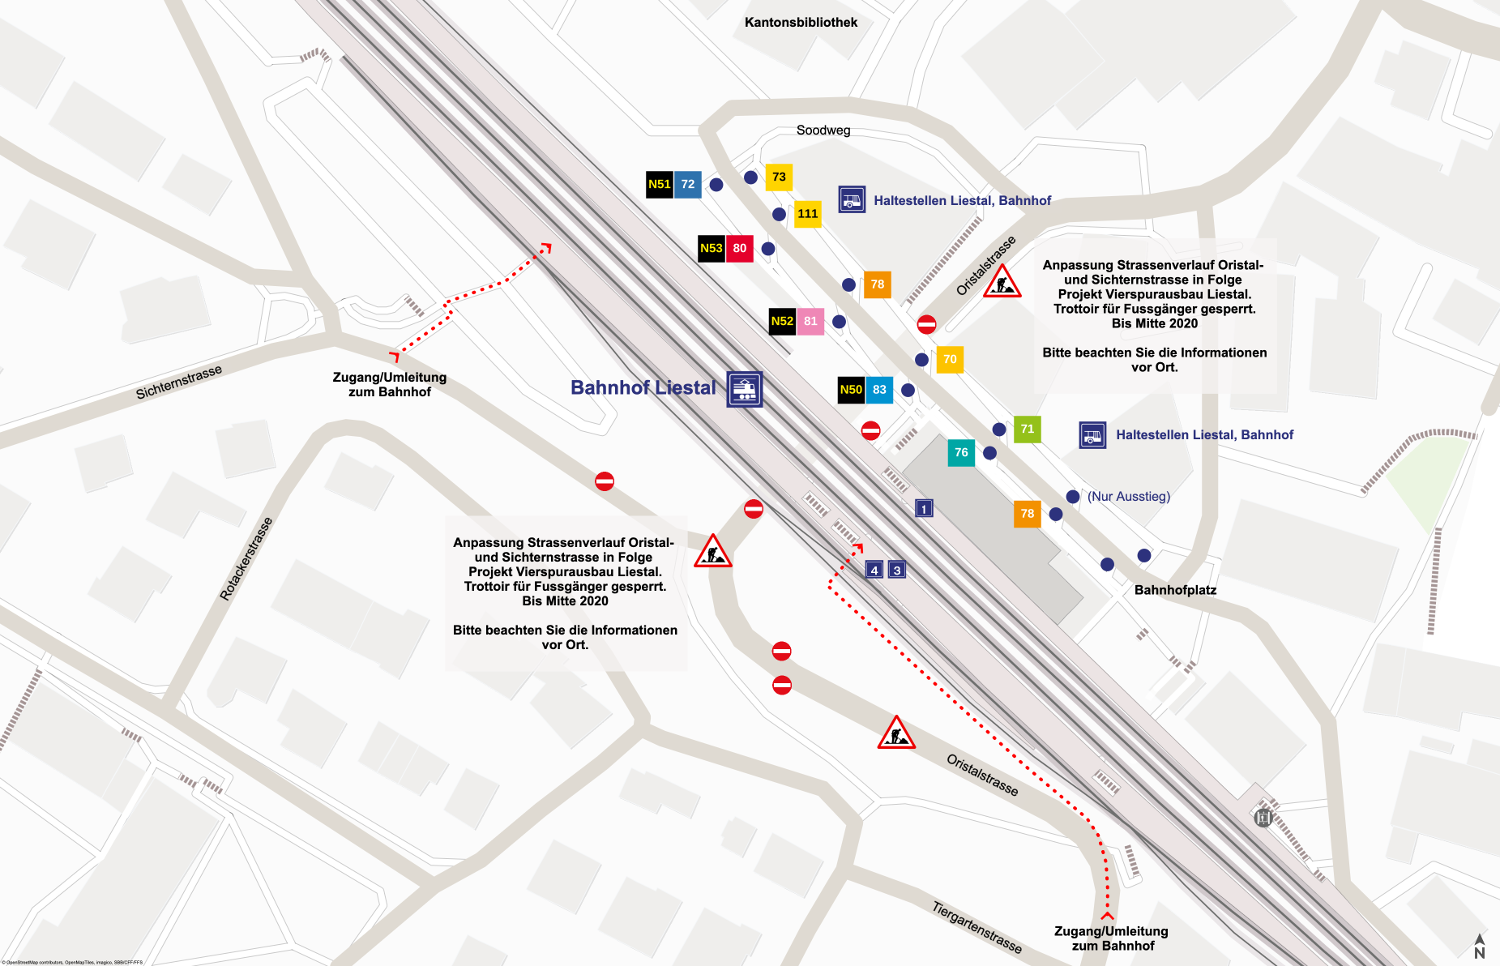 Kantonsbibliothek
Soodweg
N51 72
73
111
Haltestellen Liestal, Bahnhof
N53 80
Oristalstrasse
78
N52 81
Anpassung Strassenverlauf Oristal-
und Sichternstrasse in Folge
Projekt Vierspurausbau Liestal.
Trottoir für Fussgänger gesperrt.
Bis Mitte 2020
Bitte beachten Sie die Informationen
vor Ort.
70
Sichternstrasse
Zugang/Umleitung
zum Bahnhof
Bahnhof Liestal
N50 83
71
76
Haltestellen Liestal, Bahnhof
(Nur Ausstieg)
1
78
Rotackerstrasse
Anpassung Strassenverlauf Oristal-
und Sichternstrasse in Folge
Projekt Vierspurausbau Liestal.
Trottoir für Fussgänger gesperrt.
Bis Mitte 2020
Bitte beachten Sie die Informationen
vor Ort.
4 3
Bahnhofplatz
Oristalstrasse
Tiergartenstrasse
Zugang/Umleitung
zum Bahnhof
N
© OpenStreetMap contributors, OpenMapTiles, imagico, SBB/CFF/FFS